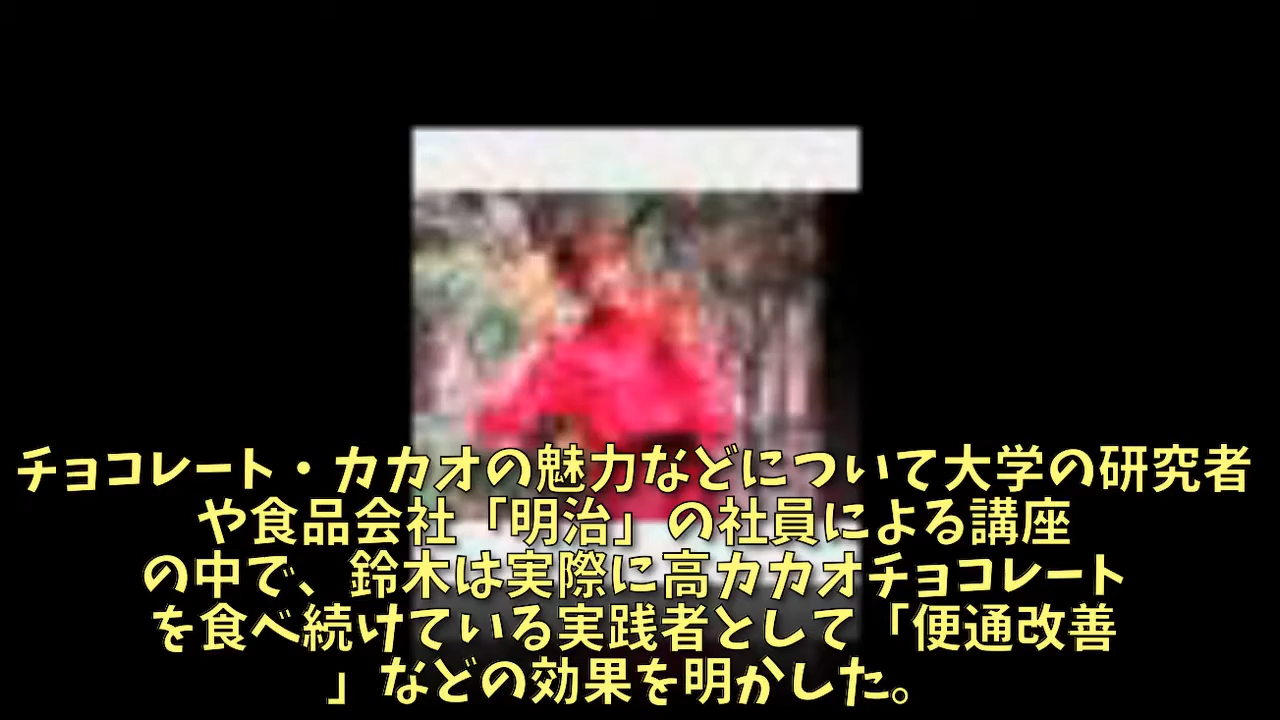 チョコレート・カカオの魅力などについて大学の研究者
や食品会社「明治」の社員による講座
の中で、鈴木は実際に高カカオチョコレート
を食べ続けている実践者として「便通改善
」などの効果を明かした。